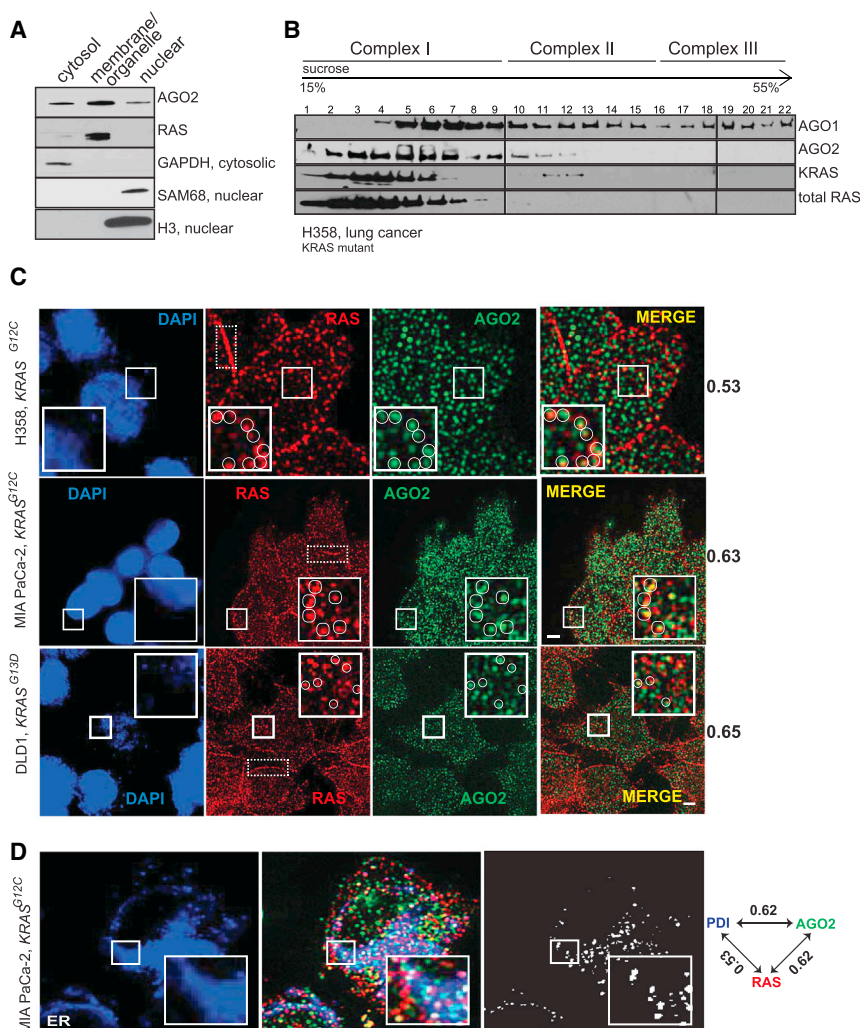 A
cytosol
membrane/
organelle
nuclear
AGO2
RAS
GAPDH, cytosolic
SAM68, nuclear
H3, nuclear
B
Complex I
Complex II
Complex III
sucrose
15%
55%
1 2 3 4 5 6 7 8 9 10 11 12 13 14 15 16 17 18 19 20 21 22
AGO1
AGO2
KRAS
total RAS
H358, lung cancer
KRAS mutant
C
H358, KRAS G12C
DAPI
RAS
AGO2
MERGE
0.53
MIA PaCa-2, KRAS G12C
DAPI
RAS
AGO2
MERGE
0.63
DLD1, KRAS G13D
DAPI
RAS
AGO2
MERGE
0.65
D
MIA PaCa-2, KRAS G12C
ER
PDI
0.62
AGO2
0.53
0.62
RAS